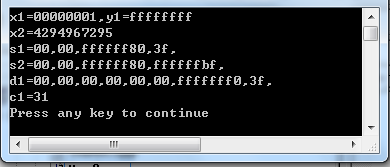 x1=00000001,y1=ffffffff
x2=4294967295
s1=00,00,ffffff80,3f,
s2=00,00,ffffff80,ffffffbf,
d1=00,00,00,00,00,00,fffffff0,3f,
c1=31
Press any key to continue